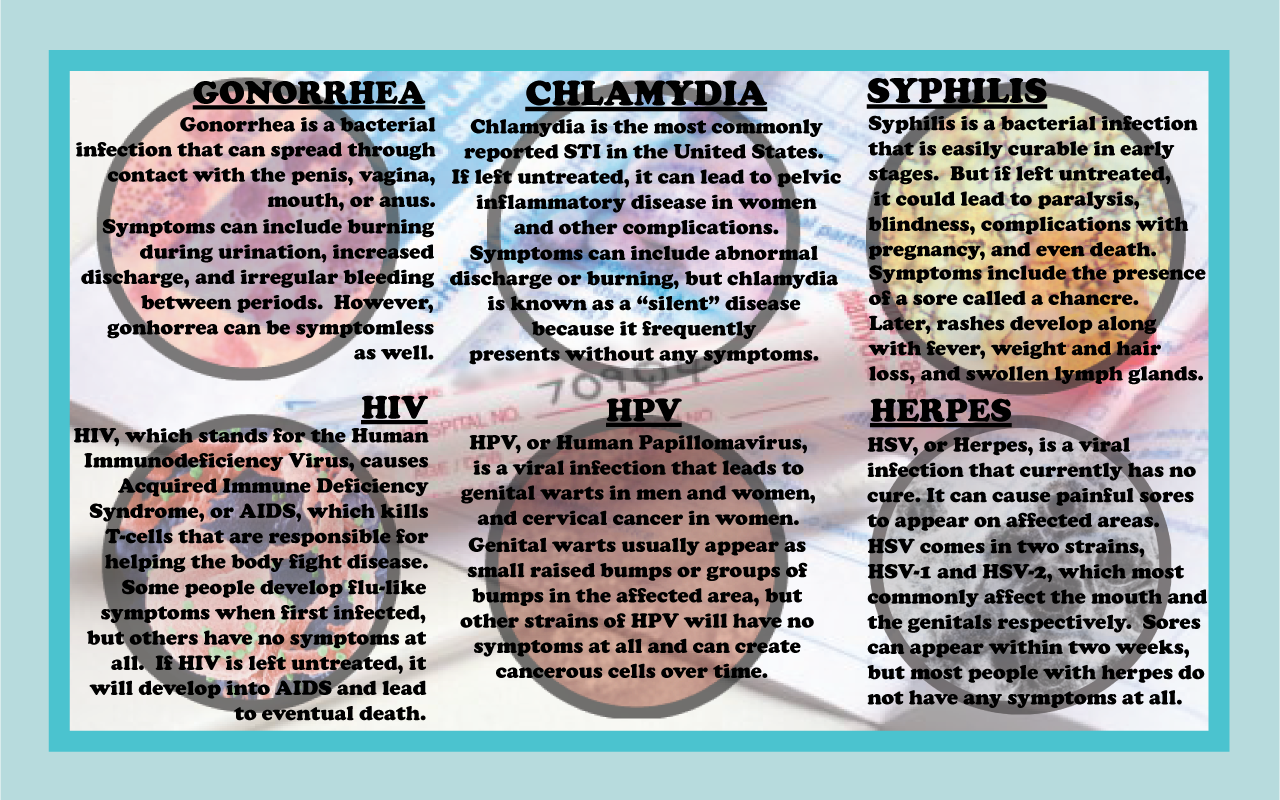 GONORRHEA
Gonorrhea is a bacterial
infection that can spread through
contact with the penis, vagina,
mouth, or anus.
Symptoms can include burning
during urination, increased
discharge, and irregular bleeding
between periods.  However,
gonhorrea can be symptomless
as well.
CHLAMYDIA
Chlamydia is the most commonly
reported STI in the United States.
If left untreated, it can lead to pelvic
inflammatory disease in women
and other complications.
Symptoms can include abnormal
discharge or burning, but chlamydia
is known as a “silent” disease
because it frequently
presents without any symptoms.
SYPHILIS
Syphilis is a bacterial infection
that is easily curable in early
stages.  But if left untreated,
it could lead to paralysis,
blindness, complications with
pregnancy, and even death.
Symptoms include the presence
of a sore called a chancre.
Later, rashes develop along
with fever, weight and hair
loss, and swollen lymph glands.
HIV
HIV, which stands for the Human
Immunodeficiency Virus, causes
Acquired Immune Deficiency
Syndrome, or AIDS, which kills
T-cells that are responsible for
helping the body fight disease.
Some people develop flu-like
symptoms when first infected,
but others have no symptoms at
all.  If HIV is left untreated, it
will develop into AIDS and lead
to eventual death.
HPV
HPV, or Human Papillomavirus,
is a viral infection that leads to
genital warts in men and women,
and cervical cancer in women.
Genital warts usually appear as
small raised bumps or groups of
bumps in the affected area, but
other strains of HPV will have no
symptoms at all and can create
cancerous cells over time.
HERPES
HSV, or Herpes, is a viral
infection that currently has no
cure. It can cause painful sores
to appear on affected areas.
HSV comes in two strains,
HSV-1 and HSV-2, which most
commonly affect the mouth and
the genitals respectively.  Sores
can appear within two weeks,
but most people with herpes do
not have any symptoms at all.
HOSPITAL NO.